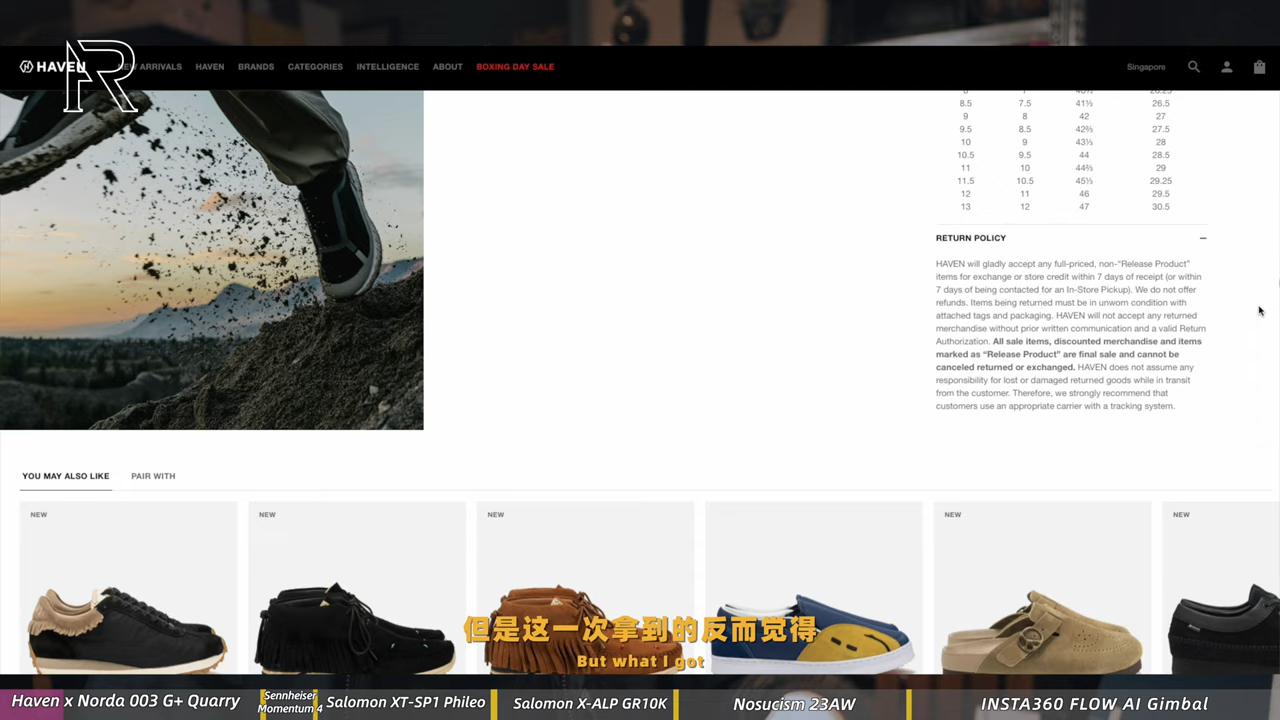 HAVEN
NEW ARRIVALS HAVEN BRANDS CATEGORIES INTELLIGENCE ABOUT BOXING DAY SALE
Singapore
AR
8.5 7.5 41⅓ 26.5
9 8 42 27
9.5 8.5 42⅔ 27.5
10 9 43⅓ 28
10.5 9.5 44 28.5
11 10 44⅔ 29
11.5 10.5 45⅓ 29.25
12 11 46 29.5
13 12 47 30.5
RETURN POLICY
HAVEN will gladly accept any full-priced, non-“Release Product”
items for exchange or store credit within 7 days of receipt (or within
7 days of being contacted for an In-Store Pickup). We do not offer
refunds. Items being returned must be in unworn condition with
attached tags and packaging. HAVEN will not accept any returned
merchandise without prior written communication and a valid Return
Authorization. All sale items, discounted merchandise and items
marked as “Release Product” are final sale and cannot be
canceled returned or exchanged. HAVEN does not assume any
responsibility for lost or damaged returned goods while in transit
from the customer. Therefore, we strongly recommend that
customers use an appropriate carrier with a tracking system.
YOU MAY ALSO LIKE PAIR WITH
NEW NEW NEW NEW NEW
但是这一次拿到的反而觉得
But what I got
Haven x Norda 003 G+ Quarry
Sennheiser
Momentum 4
Salomon XT-SP1 Phileo
Salomon X-ALP GR10K
Nosucism 23AW
INSTA360 FLOW AI Gimbal